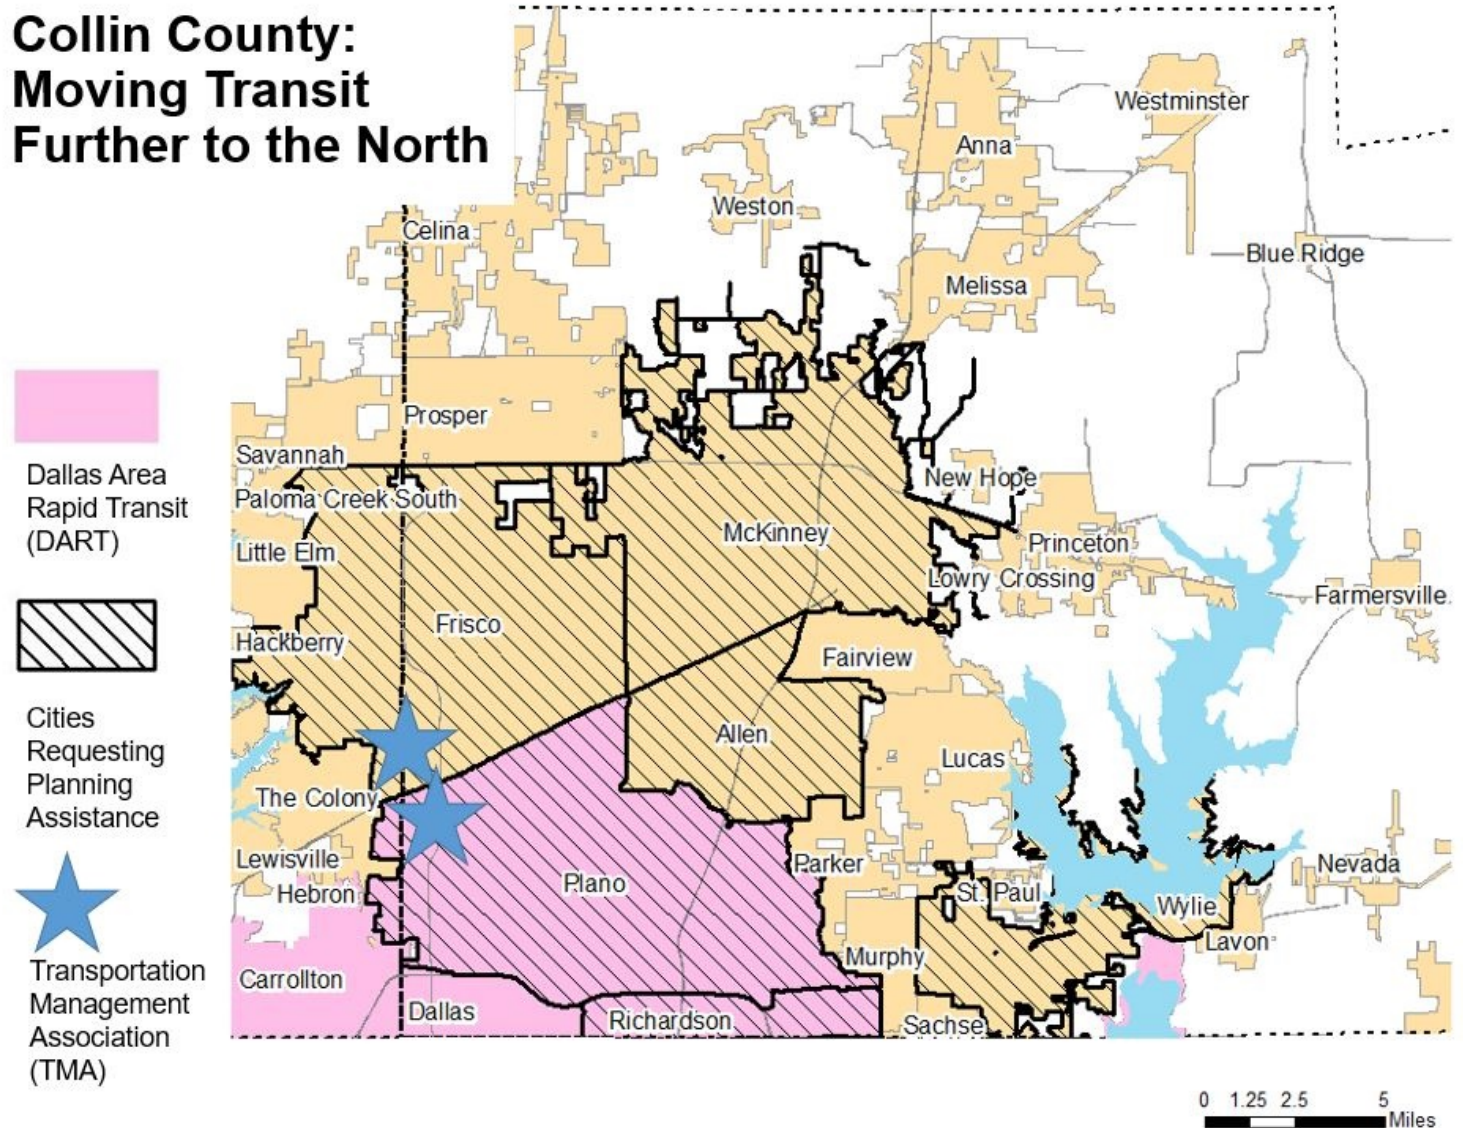 Collin County:
Moving Transit
Further to the North
Westminster
Anna
Weston
Celina
Blue Ridge
Melissa
Prosper
Savannah
Dallas Area
Rapid Transit
(DART)
New Hope
Paloma Creek South
McKinney
Princeton
Little Elm
Lowry Crossing
Farmersville
Frisco
Hackberry
Fairview
Cities
Requesting
Planning
Assistance
Allen
Lucas
The Colony
Lewisville
Parker
Nevada
Hebron
Plano
St. Paul
Wylie
Lavon
Murphy
Transportation
Management
Association
(TMA)
Carrollton
Dallas
Richardson
Sachse
0 1.25 2.5 5
Miles